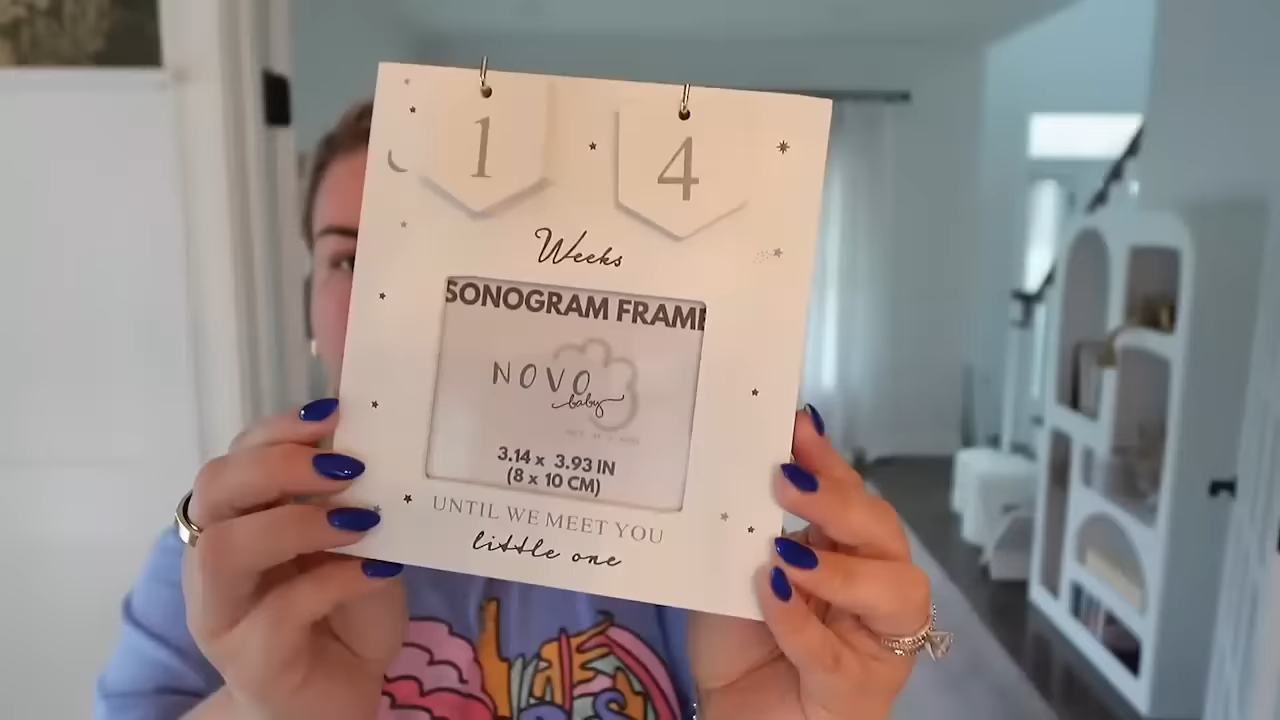 1 4
Weeks
SONOGRAM FRAME
NOVO
baby
3.14 x 3.93 IN
(8 x 10 CM)
UNTIL WE MEET YOU
little one